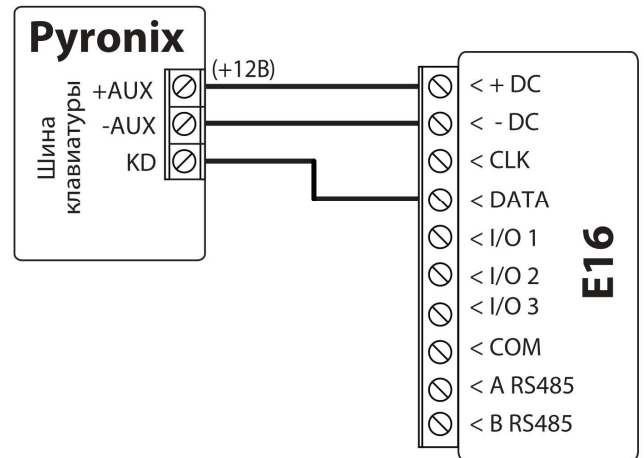 Pyronix
Шина
клавиатуры
+AUX
-AUX
KD
(+12В)
< + DC
< - DC
< CLK
< DATA
< I/O 1
< I/O 2
< I/O 3
< COM
< A RS485
< B RS485
E16